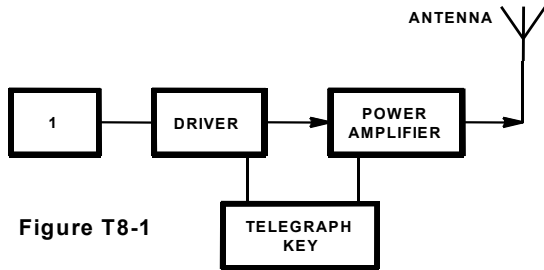 ANTENNA
1
DRIVER
POWER
AMPLIFIER
TELEGRAPH
KEY
Figure T8-1